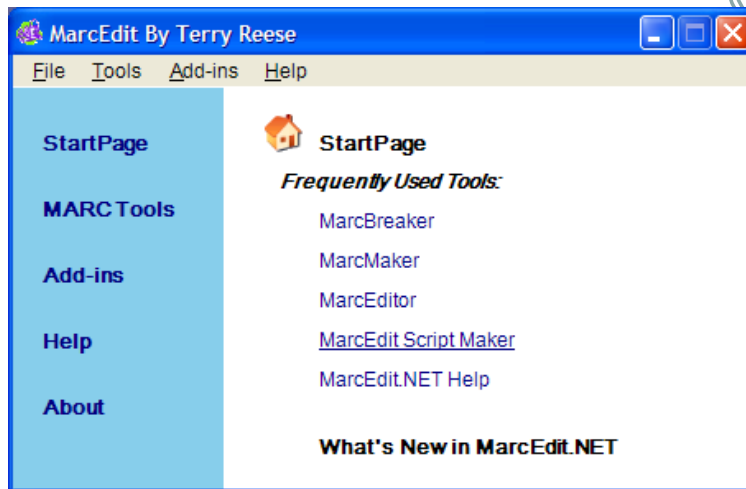 MarcEdit By Terry Reese
File Tools Add-ins Help
StartPage
MARC Tools
Add-ins
Help
About
StartPage
Frequently Used Tools:
MarcBreaker
MarcMaker
MarcEditor
MarcEdit Script Maker
MarcEdit.NET Help
What's New in MarcEdit.NET